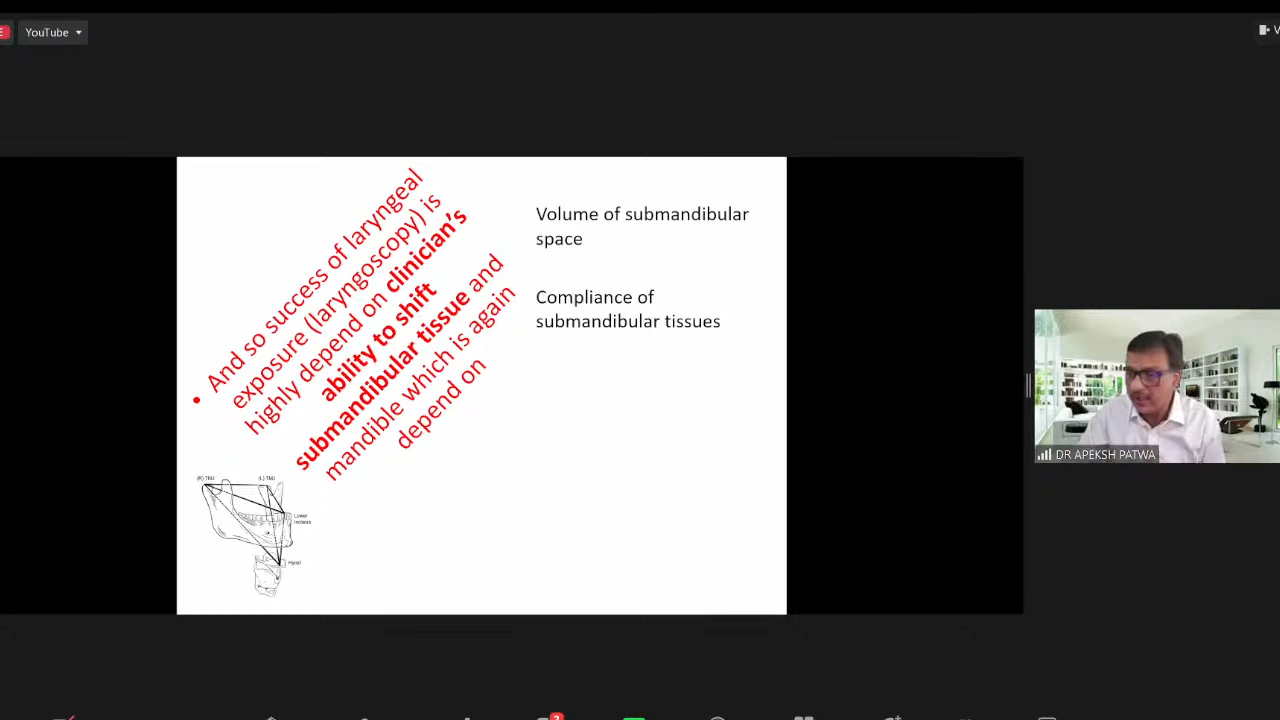 YouTube
• And so success of laryngeal
exposure (laryngoscopy) is
highly depend on clinician's
ability to shift
submandibular tissue and
mandible which is again
depend on
Volume of submandibular
space
Compliance of
submandibular tissues
(R) TMJ
(L) TMJ
Lower
Incisors
Hyoid
DR APEKSH PATWA